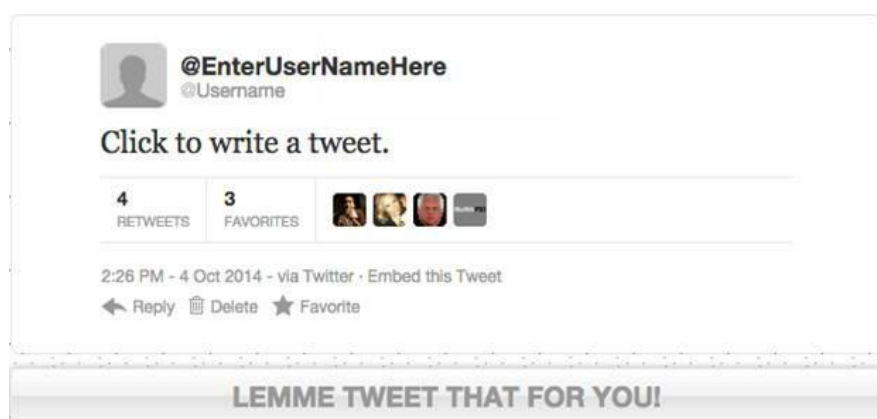 @EnterUserNameHere
@Username
Click to write a tweet.
4 3
RETWEETS FAVORITES
2:26 PM - 4 Oct 2014 - via Twitter · Embed this Tweet
Reply Delete Favorite
LEMME TWEET THAT FOR YOU!